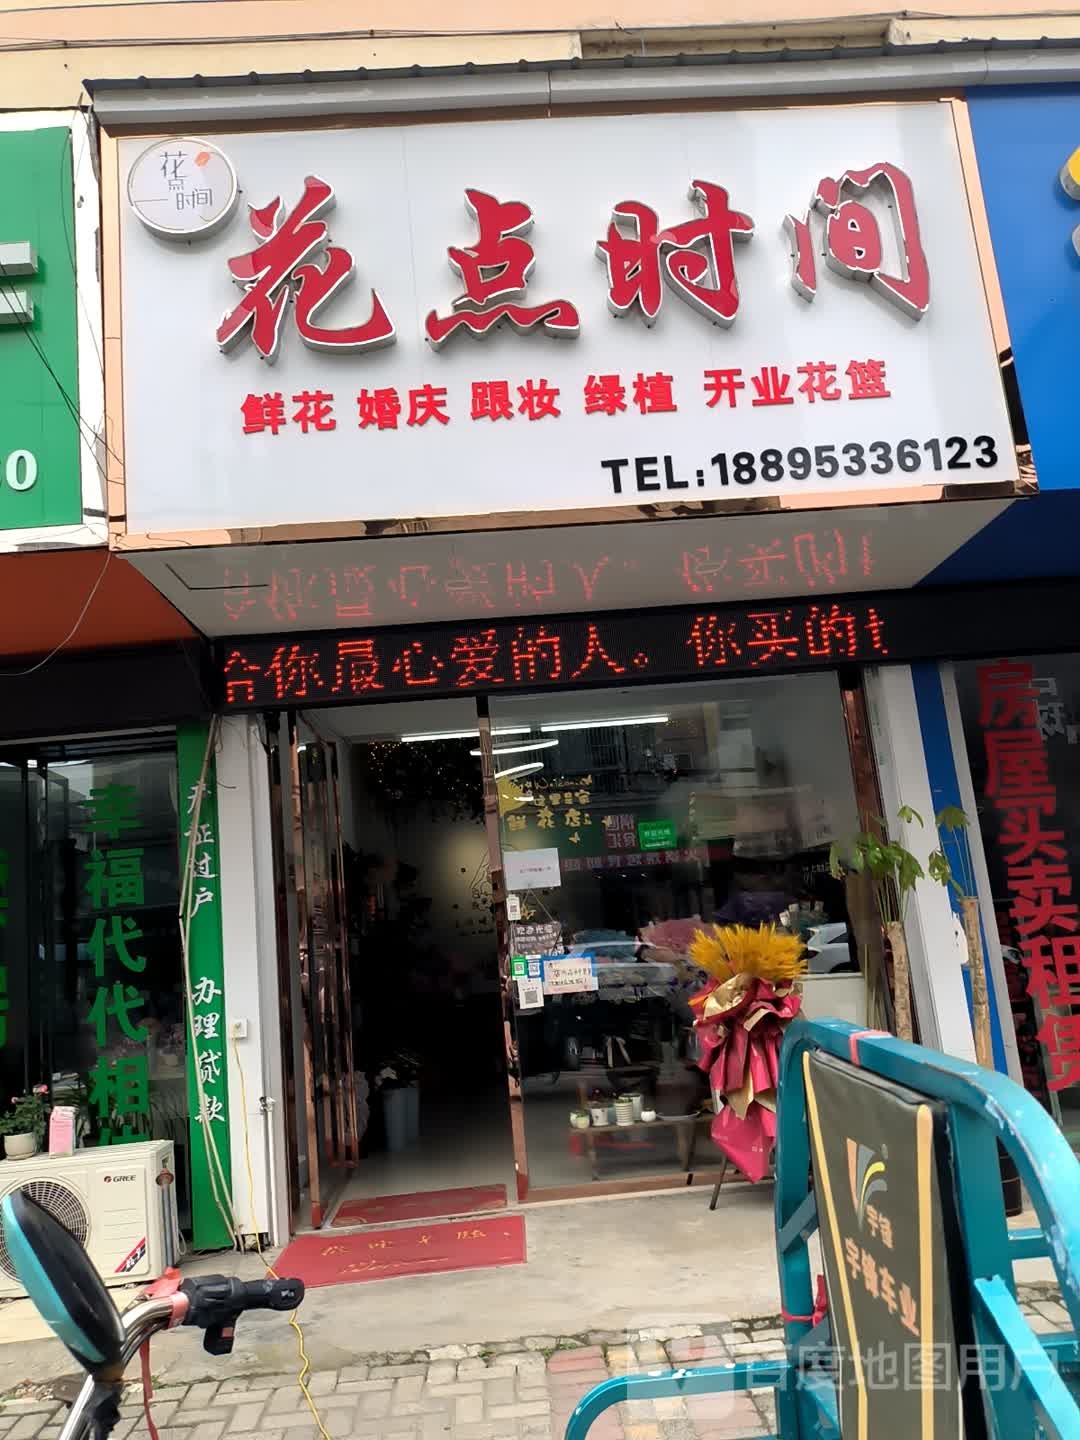 花点时间
花点时间
鲜花 婚庆 跟妆 绿植 开业花篮
TEL:18895336123
给你最心爱的人。你买的
幸福代代相传
产证过户 办理贷款
房屋买卖租赁
GREE
宇锋
宇锋车业
百度地图用户